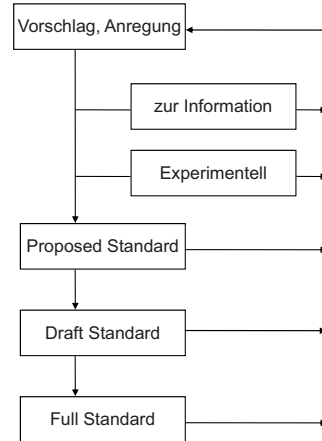 Vorschlag, Anregung
zur Information
Experimentell
Proposed Standard
Draft Standard
Full Standard